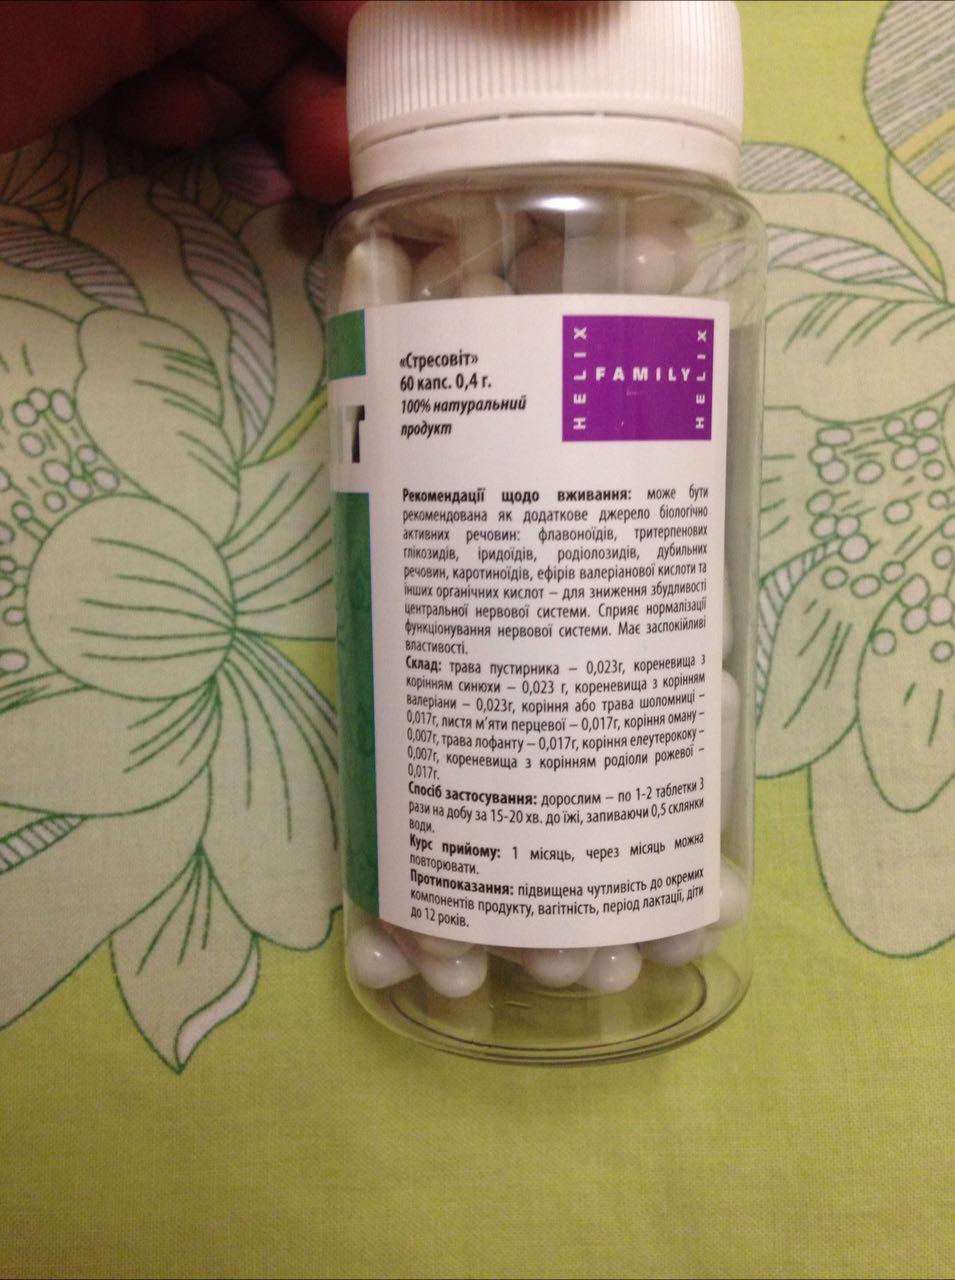 «Стресовіт»
60 капс. 0,4 г.
100% натуральний
продукт
HELIX
FAMILY
HELIX
ІТ
Рекомендації щодо вживання: може бути
рекомендована як додаткове джерело біологічно
активних речовин: флавоноїдів, тритерпенових
глікозидів, іридоїдів, родіолозидів, дубильних
речовин, каротиноїдів, ефірів валеріанової кислоти та
інших органічних кислот – для зниження збудливості
центральної нервової системи. Сприяє нормалізації
функціонування нервової системи. Має заспокійливі
властивості.
Склад: трава пустирника – 0,023г, кореневища з
корінням синюхи – 0,023 г, кореневища з корінням
валеріани – 0,023г, коріння або трава шоломниці –
0,017г, листя м'яти перцевої – 0,017г, коріння оману –
0,007г, трава лофанту – 0,017г, коріння елеутерококу –
0,007г, кореневища з корінням родіоли рожевої –
0,017г.
Спосіб застосування: дорослим – по 1-2 таблетки 3
рази на добу за 15-20 хв. до їжі, запиваючи 0,5 склянки
води.
Курс прийому: 1 місяць, через місяць можна
повторювати.
Протипоказання: підвищена чутливість до окремих
компонентів продукту, вагітність, період лактації, діти
до 12 років.